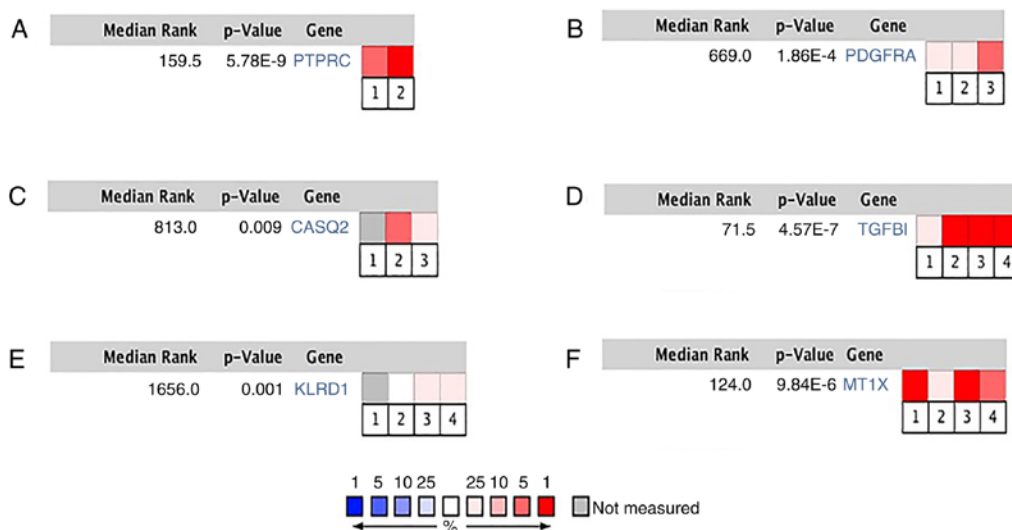 A
Median Rank p-Value Gene
159.5 5.78E-9 PTPRC
1 2
B
Median Rank p-Value Gene
669.0 1.86E-4 PDGFRA
1 2 3
C
Median Rank p-Value Gene
813.0 0.009 CASQ2
1 2 3
D
Median Rank p-Value Gene
71.5 4.57E-7 TGFBI
1 2 3 4
E
Median Rank p-Value Gene
1656.0 0.001 KLRD1
1 2 3 4
F
Median Rank p-Value Gene
124.0 9.84E-6 MT1X
1 2 3 4
1 5 10 25 25 10 5 1
Not measured
%